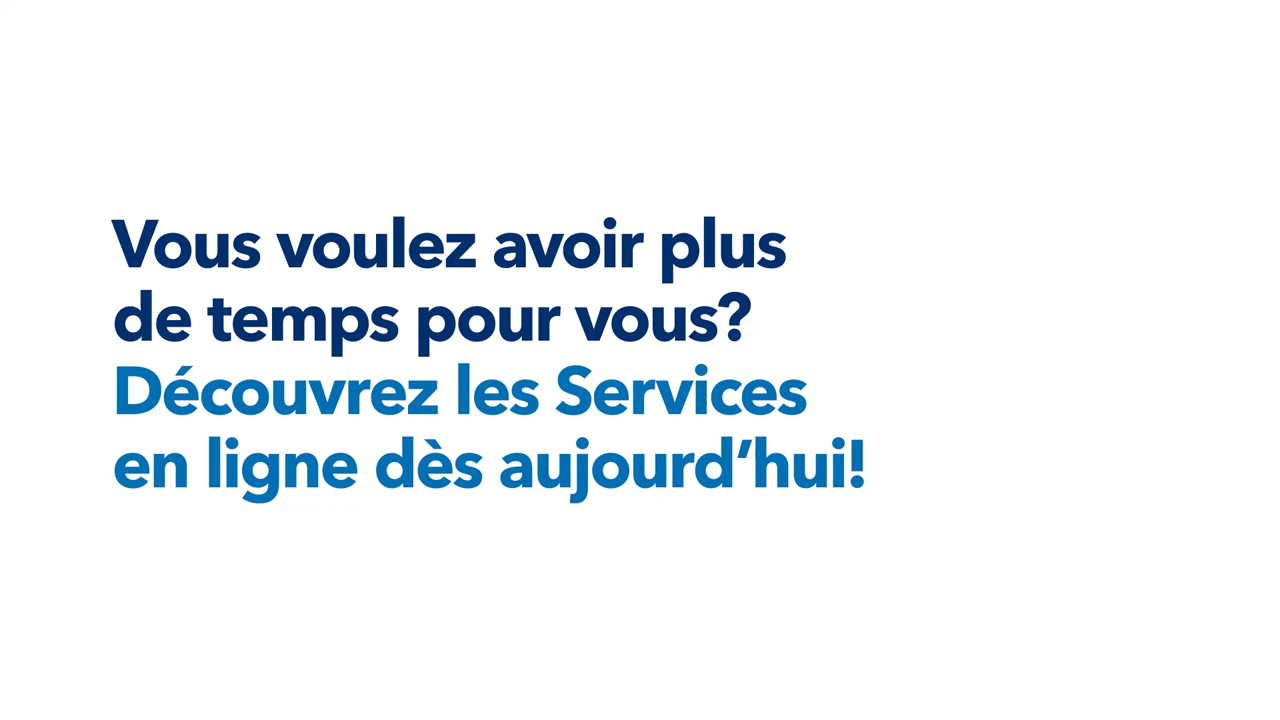 Vous voulez avoir plus
de temps pour vous?
Découvrez les Services
en ligne dès aujourd’hui!